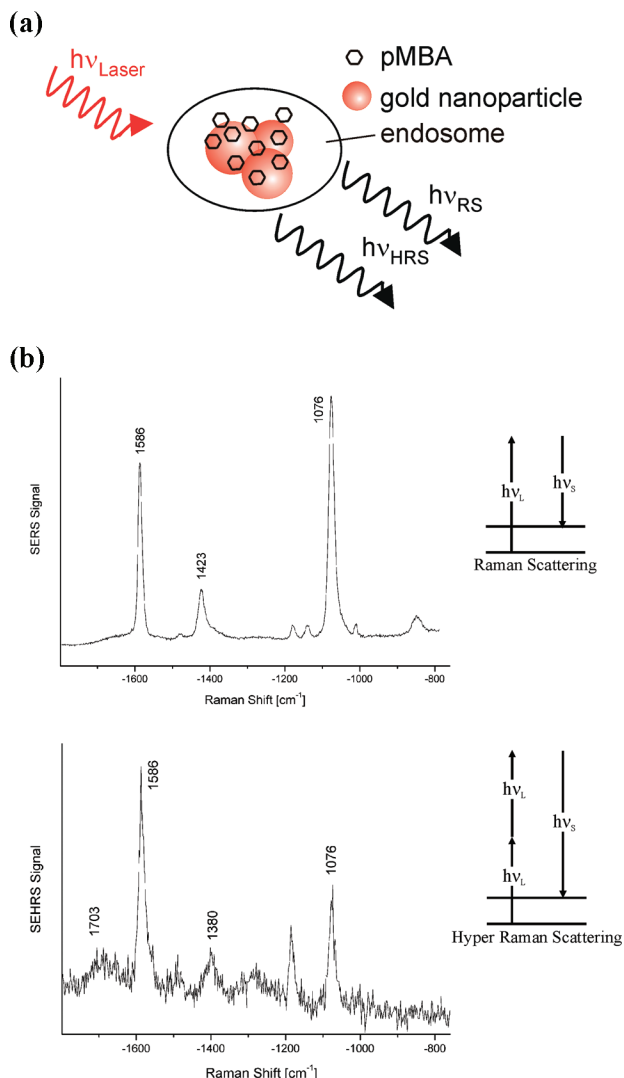 (a)
hνLaser
pMBA
gold nanoparticle
endosome
hνRS
hνHRS
(b)
SERS Signal
1586
1423
1076
-1600
-1400
-1200
-1000
-800
Raman Shift [cm-1]
hνL
hνS
Raman Scattering
SEHRS Signal
1703
1586
1380
1076
-1600
-1400
-1200
-1000
-800
Raman Shift [cm-1]
hνL
hνL
hνS
Hyper Raman Scattering